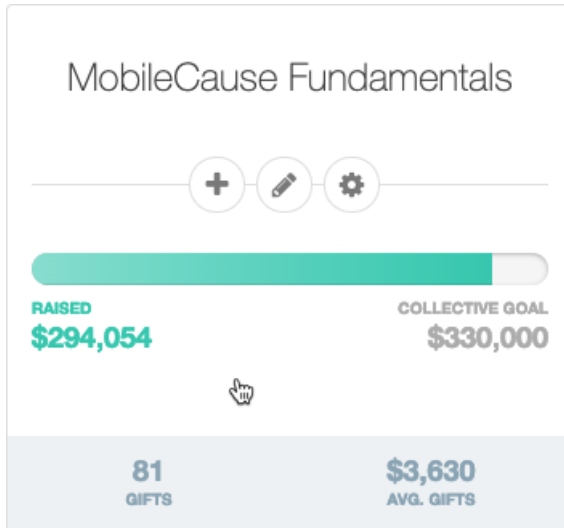 MobileCause Fundamentals
RAISED
COLLECTIVE GOAL
$294,054
$330,000
81
$3,630
GIFTS
AVG. GIFTS